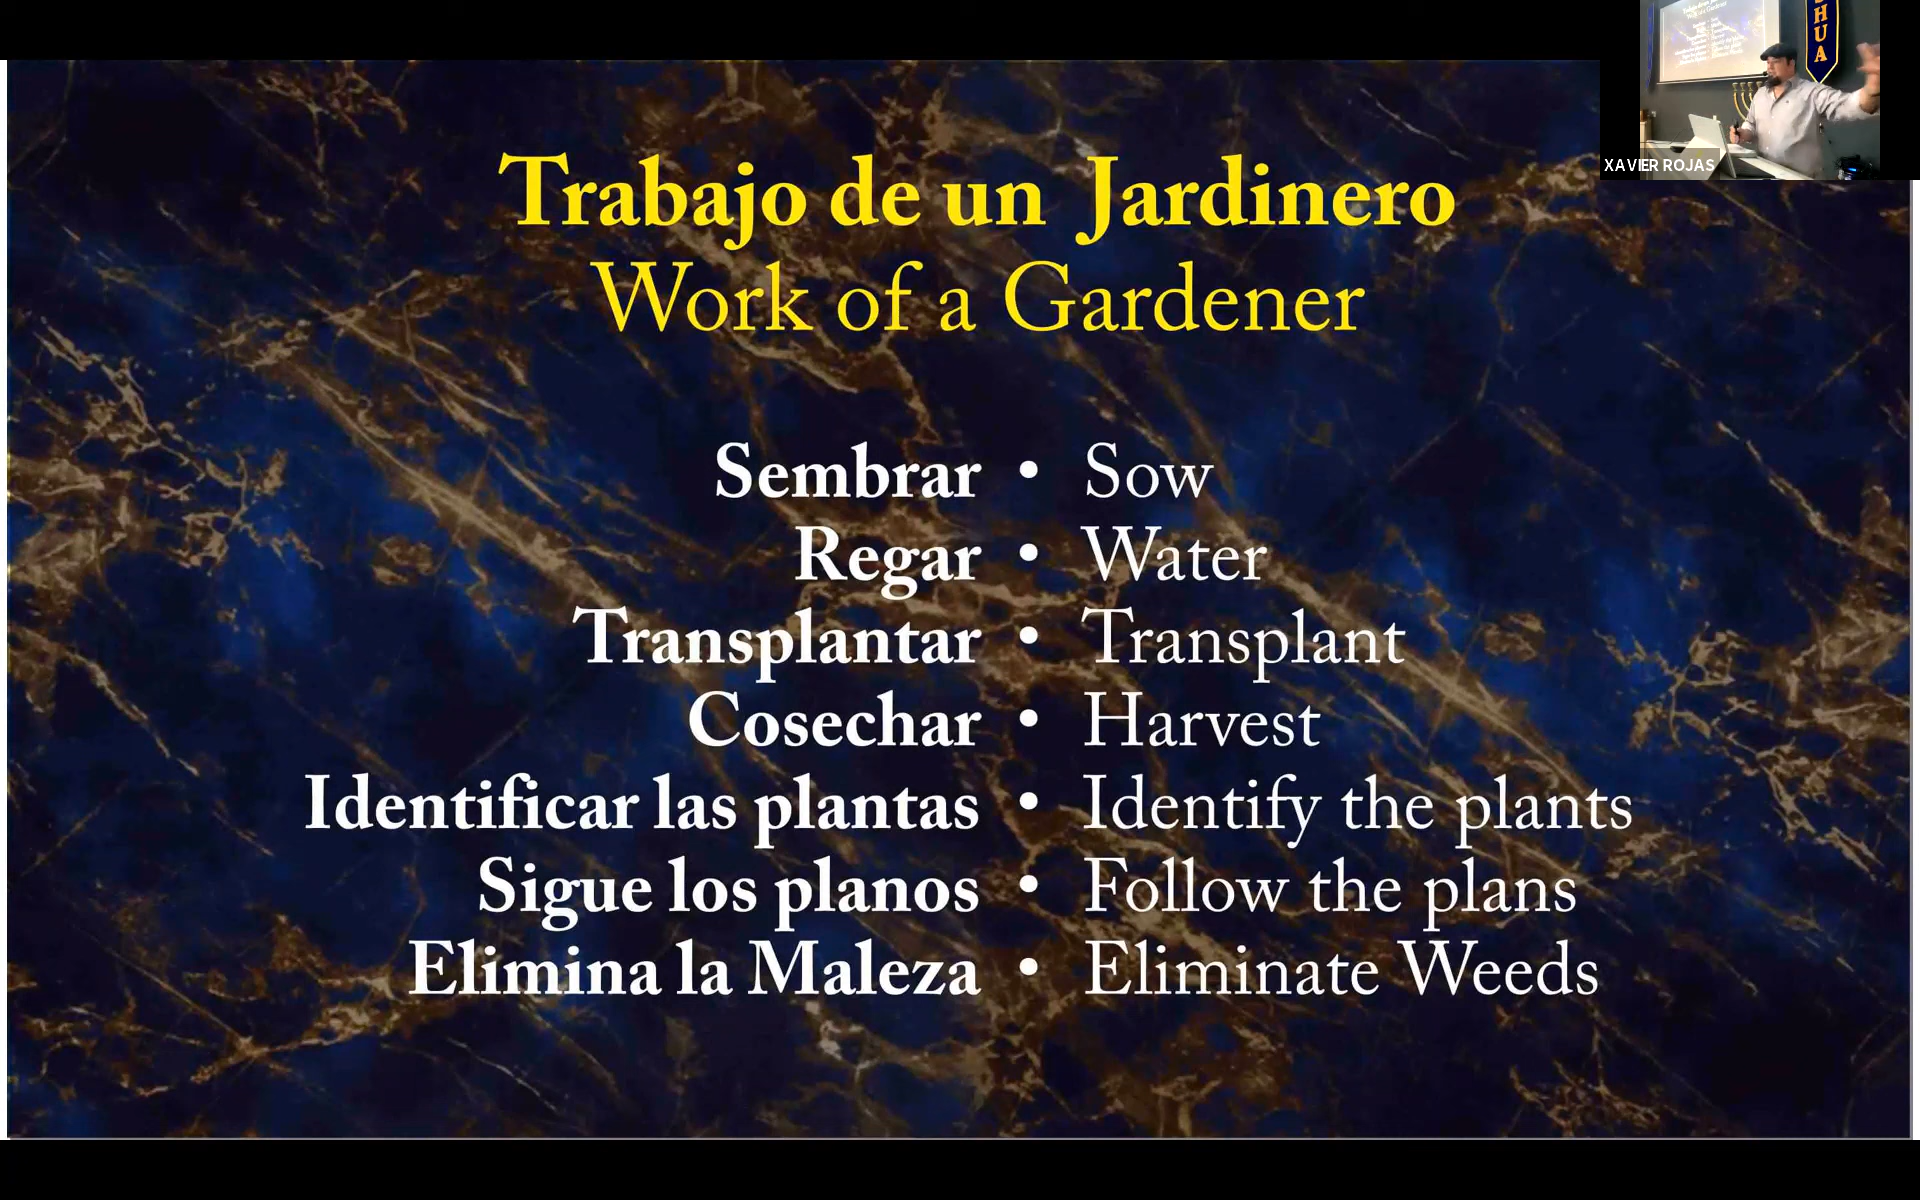 Trabajo de un Jardinero
Work of a Gardener
Sembrar • Sow
Regar • Water
Transplantar • Transplant
Cosechar • Harvest
Identificar las plantas • Identify the plants
Sigue los planos • Follow the plans
Elimina la Maleza • Eliminate Weeds
XAVIER ROJAS
HUA